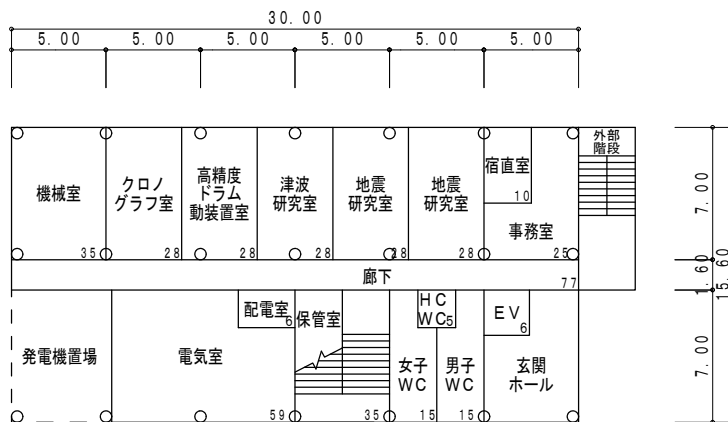 30.00
5.00 5.00 5.00 5.00 5.00 5.00
外部
階段
機械室
35
クロノ
グラフ室
28
高精度
ドラム
動装置室
28
津波
研究室
28
地震
研究室
28
地震
研究室
28
宿直室
10
事務室
25
7.00
廊下
77
1.60
15.60
発電機置場
電気室
59
配電室
6
保管室
35
HC
WC5
女子
WC
15
男子
WC
15
EV
6
玄関
ホール
7.00